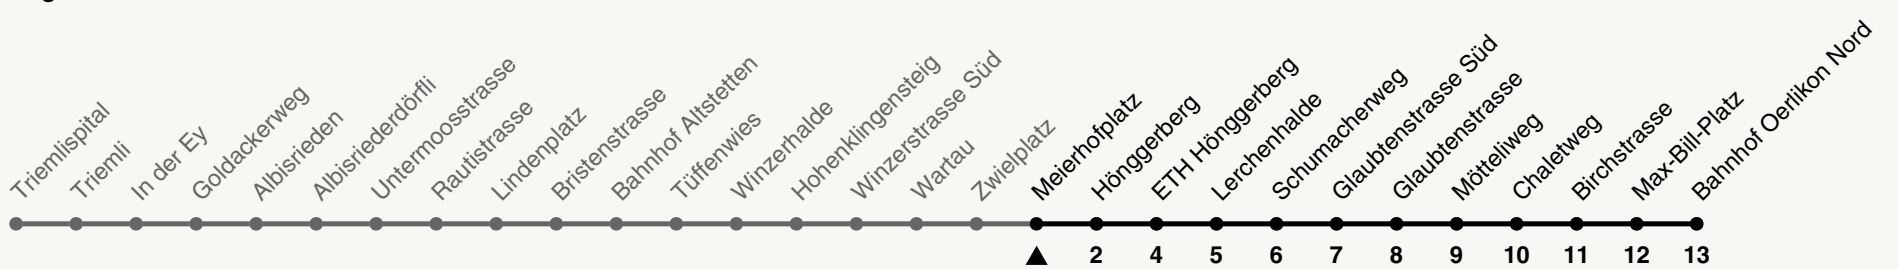 Triemlispital
Triemli
In der Ey
Goldackerweg
Albisrieden
Albisriederdörfli
Untermoosstrasse
Rautistrasse
Lindenplatz
Bristenstrasse
Bahnhof Altstetten
Tüffenwies
Winzerhalde
Hohenklingensteig
Winzerstrasse Süd
Wartau
Zwielplatz
Meierhofplatz
Hönggerberg
ETH Hönggerberg
Lerchenhalde
Schumacherweg
Glaubtenstrasse Süd
Glaubtenstrasse
Mötteliweg
Chaletweg
Birchstrasse
Max-Bill-Platz
Bahnhof Oerlikon Nord
2 4 5 6 7 8 9 10 11 12 13